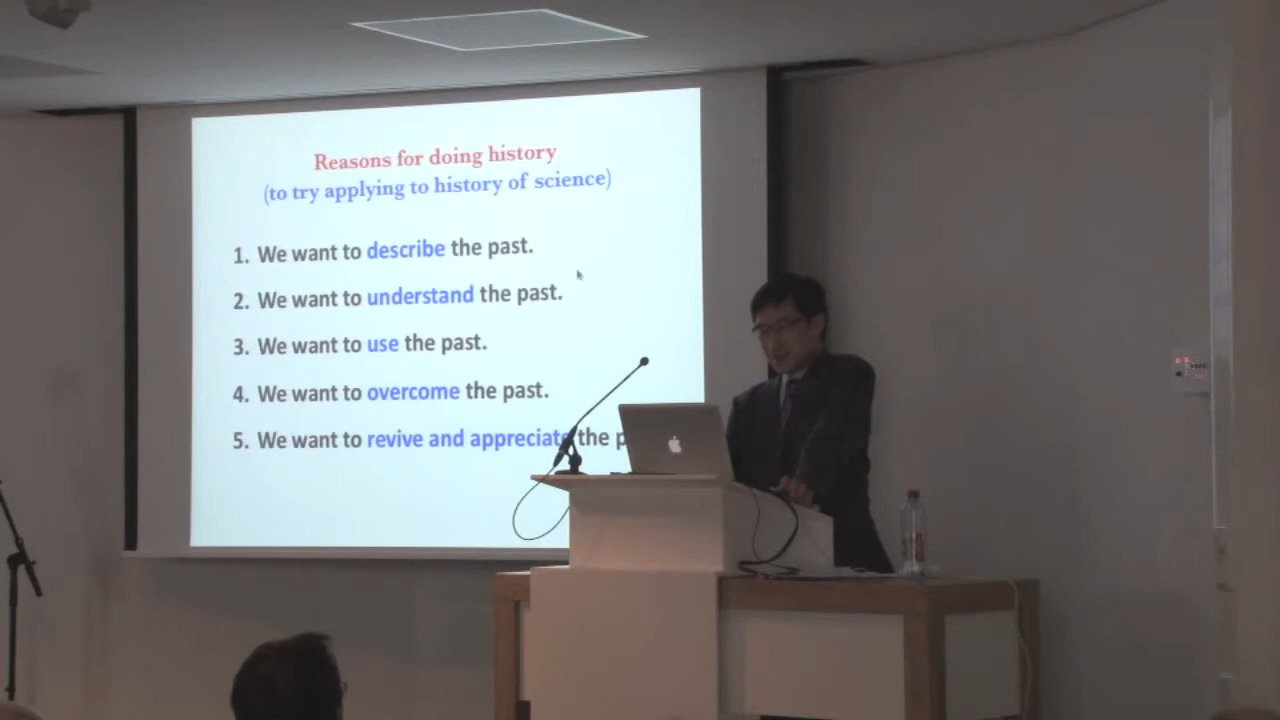 Reasons for doing history
(to try applying to history of science)
1. We want to describe the past.
2. We want to understand the past.
3. We want to use the past.
4. We want to overcome the past.
5. We want to revive and appreciate the p